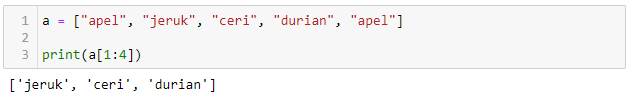 1 a = ["apel", "jeruk", "ceri", "durian", "apel"]
2
3 print(a[1:4])
['jeruk', 'ceri', 'durian']